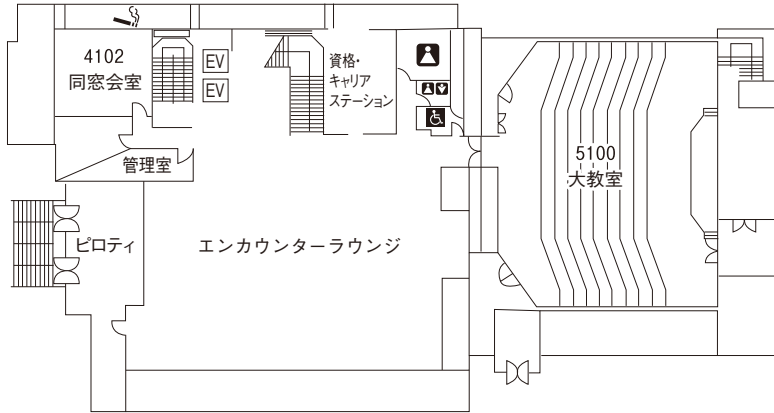 4102
同窓会室
EV
EV
資格・
キャリア
ステーション
管理室
5100
大教室
ピロティ
エンカウンターラウンジ